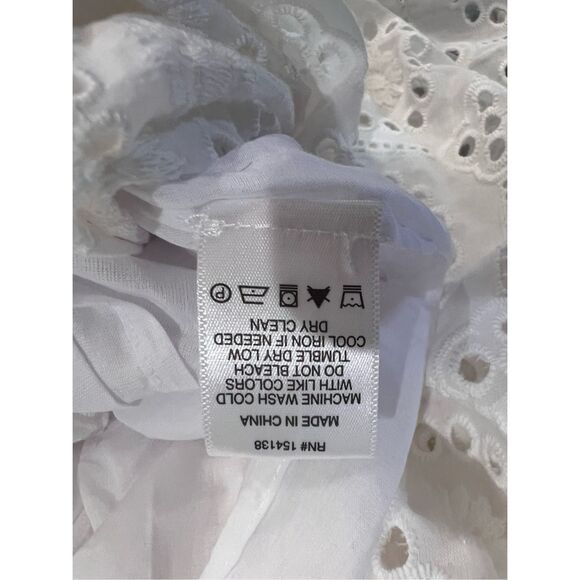 RN# 154138
MADE IN CHINA
MACHINE WASH COLD
WITH LIKE COLORS
DO NOT BLEACH
TUMBLE DRY LOW
COOL IRON IF NEEDED
DRY CLEAN
P